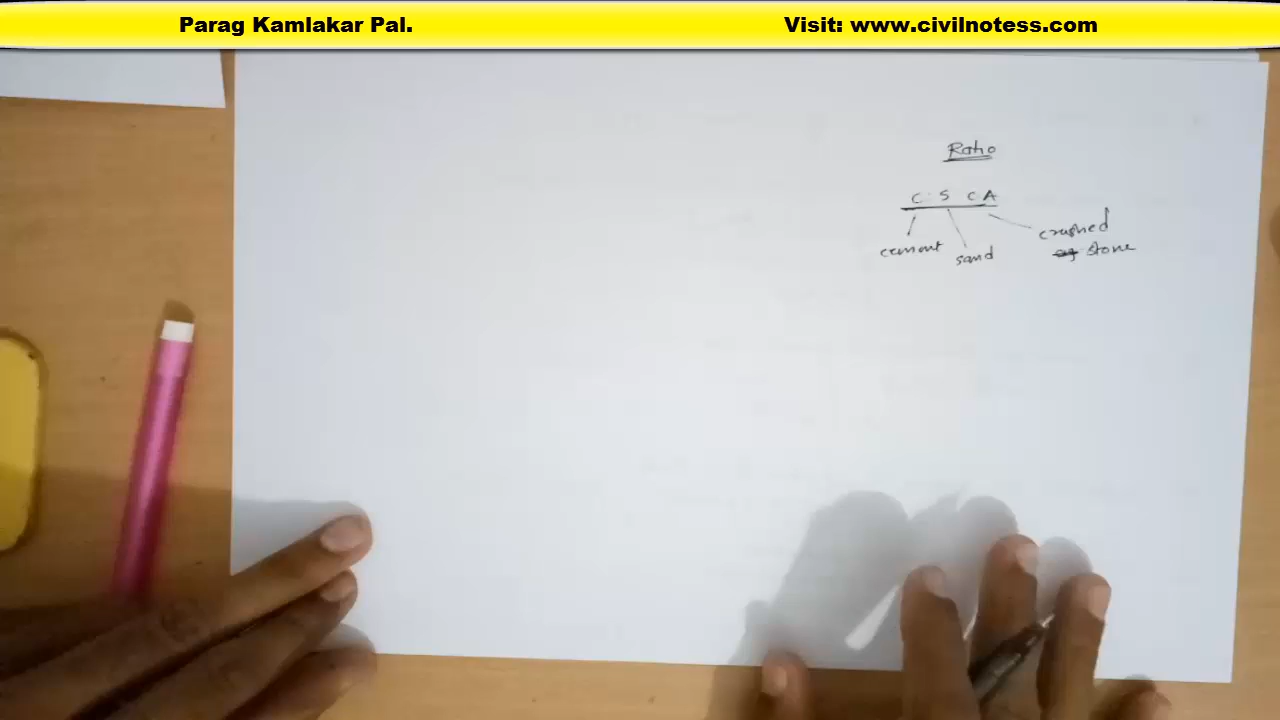 Parag Kamlakar Pal. Visit: www.civilnotess.com
Ratio
C : S CA
cement sand crushed
stone